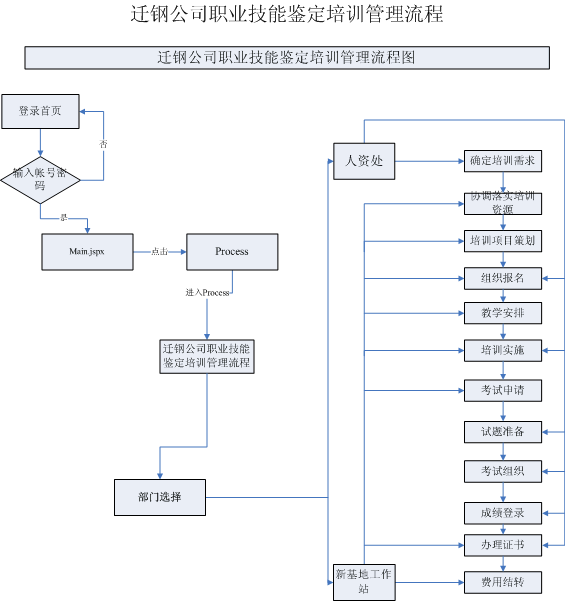 迁钢公司职业技能鉴定培训管理流程
迁钢公司职业技能鉴定培训管理流程图
登录首页
否
输入帐号密
码
是
Main.jspx
点击
Process
进入Process
迁钢公司职业技能
鉴定培训管理流程
部门选择
人资处
新基地工作
站
确定培训需求
协调落实培训
资源
培训项目策划
组织报名
教学安排
培训实施
考试申请
试题准备
考试组织
成绩登录
办理证书
费用结转